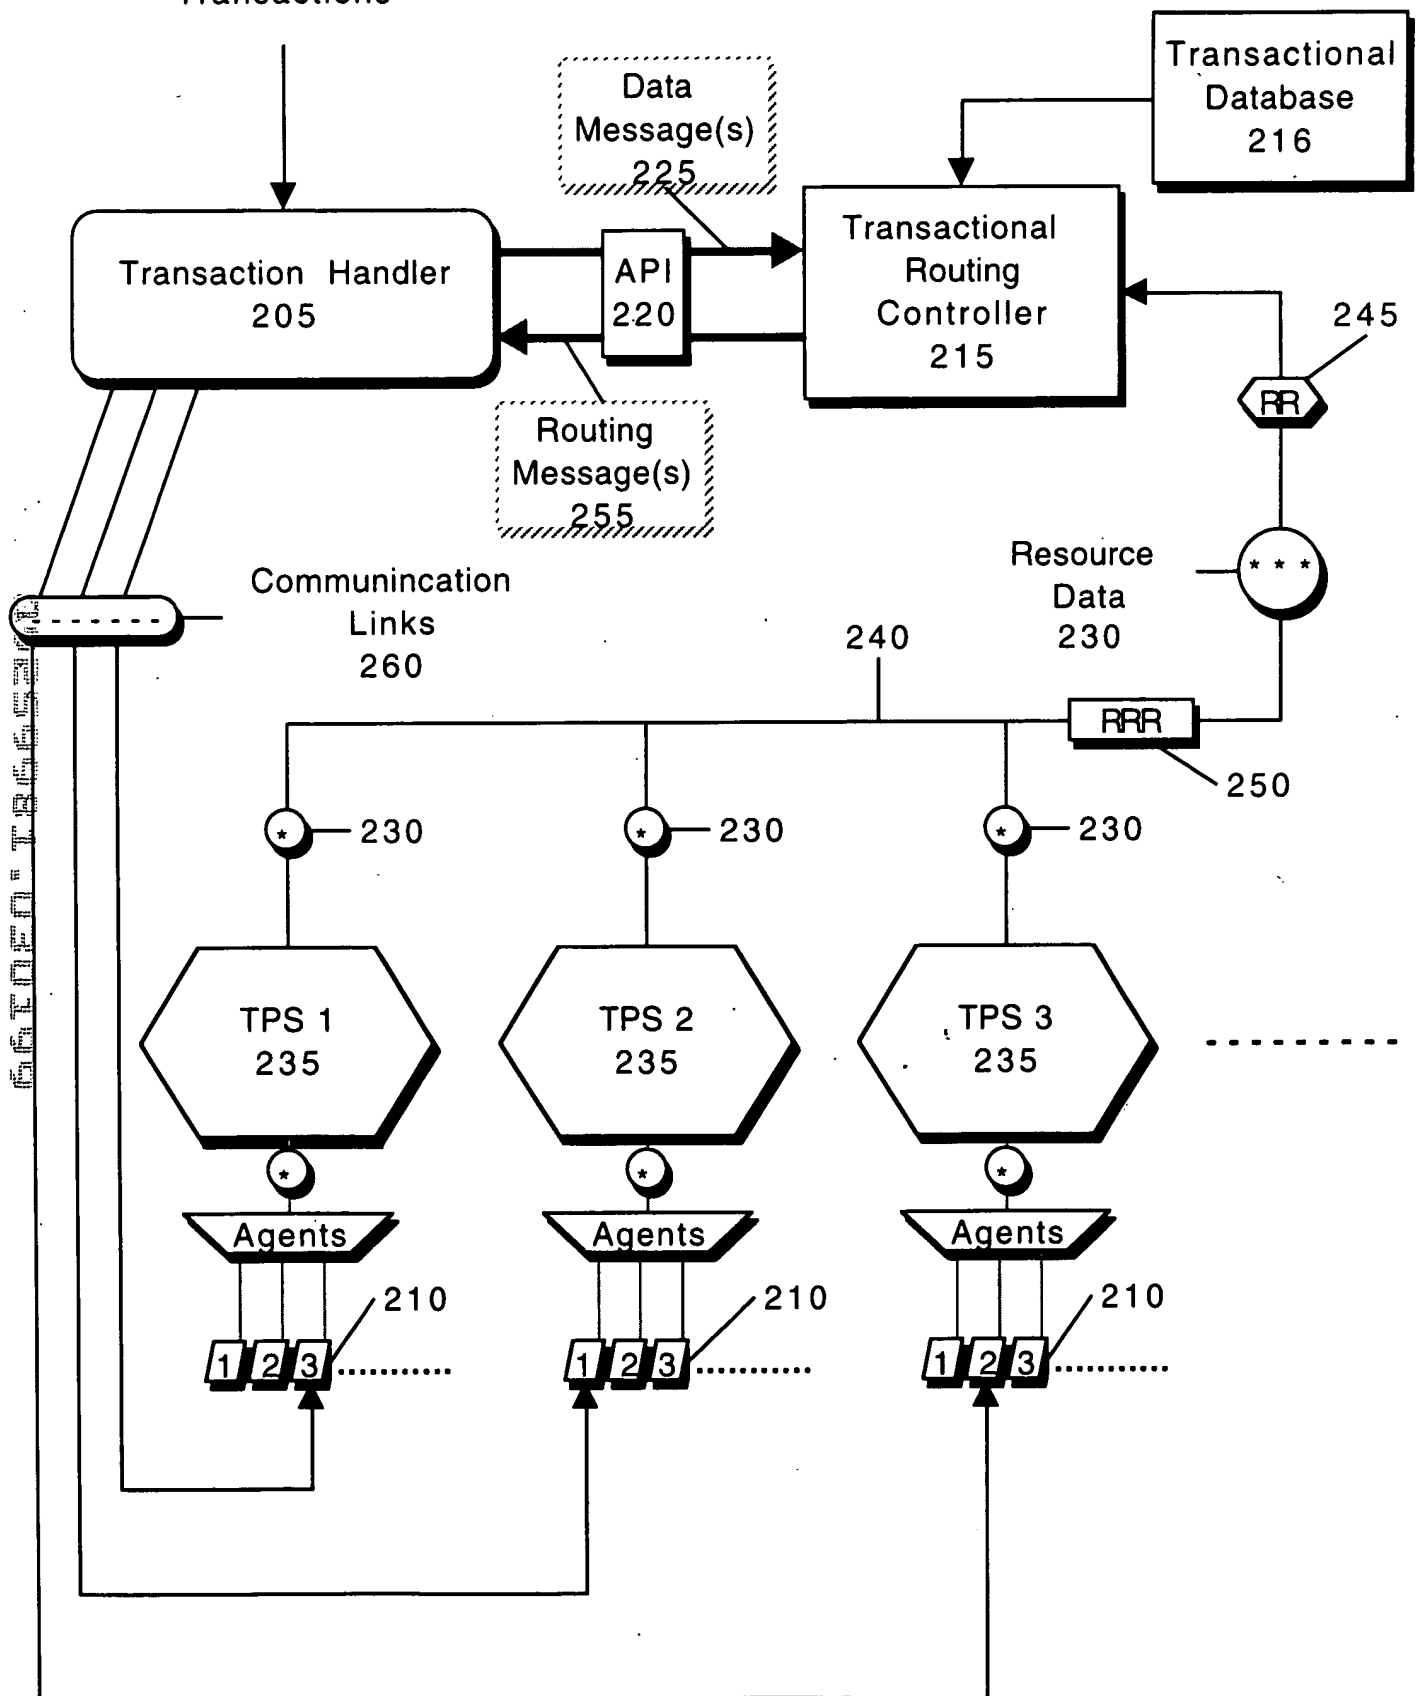 Transactions
Transactional
Database
216
Data
Message(s)
225
Transaction Handler
205
API
220
Transactional
Routing
Controller
215
245
RR
Routing
Message(s)
255
Resource
Data
230
* * *
Communincation
Links
260
240
RRR
250
* 230
* 230
* 230
TPS 1
235
TPS 2
235
TPS 3
235
*
*
*
Agents
Agents
Agents
210
210
210
1 2 3
1 2 3
1 2 3